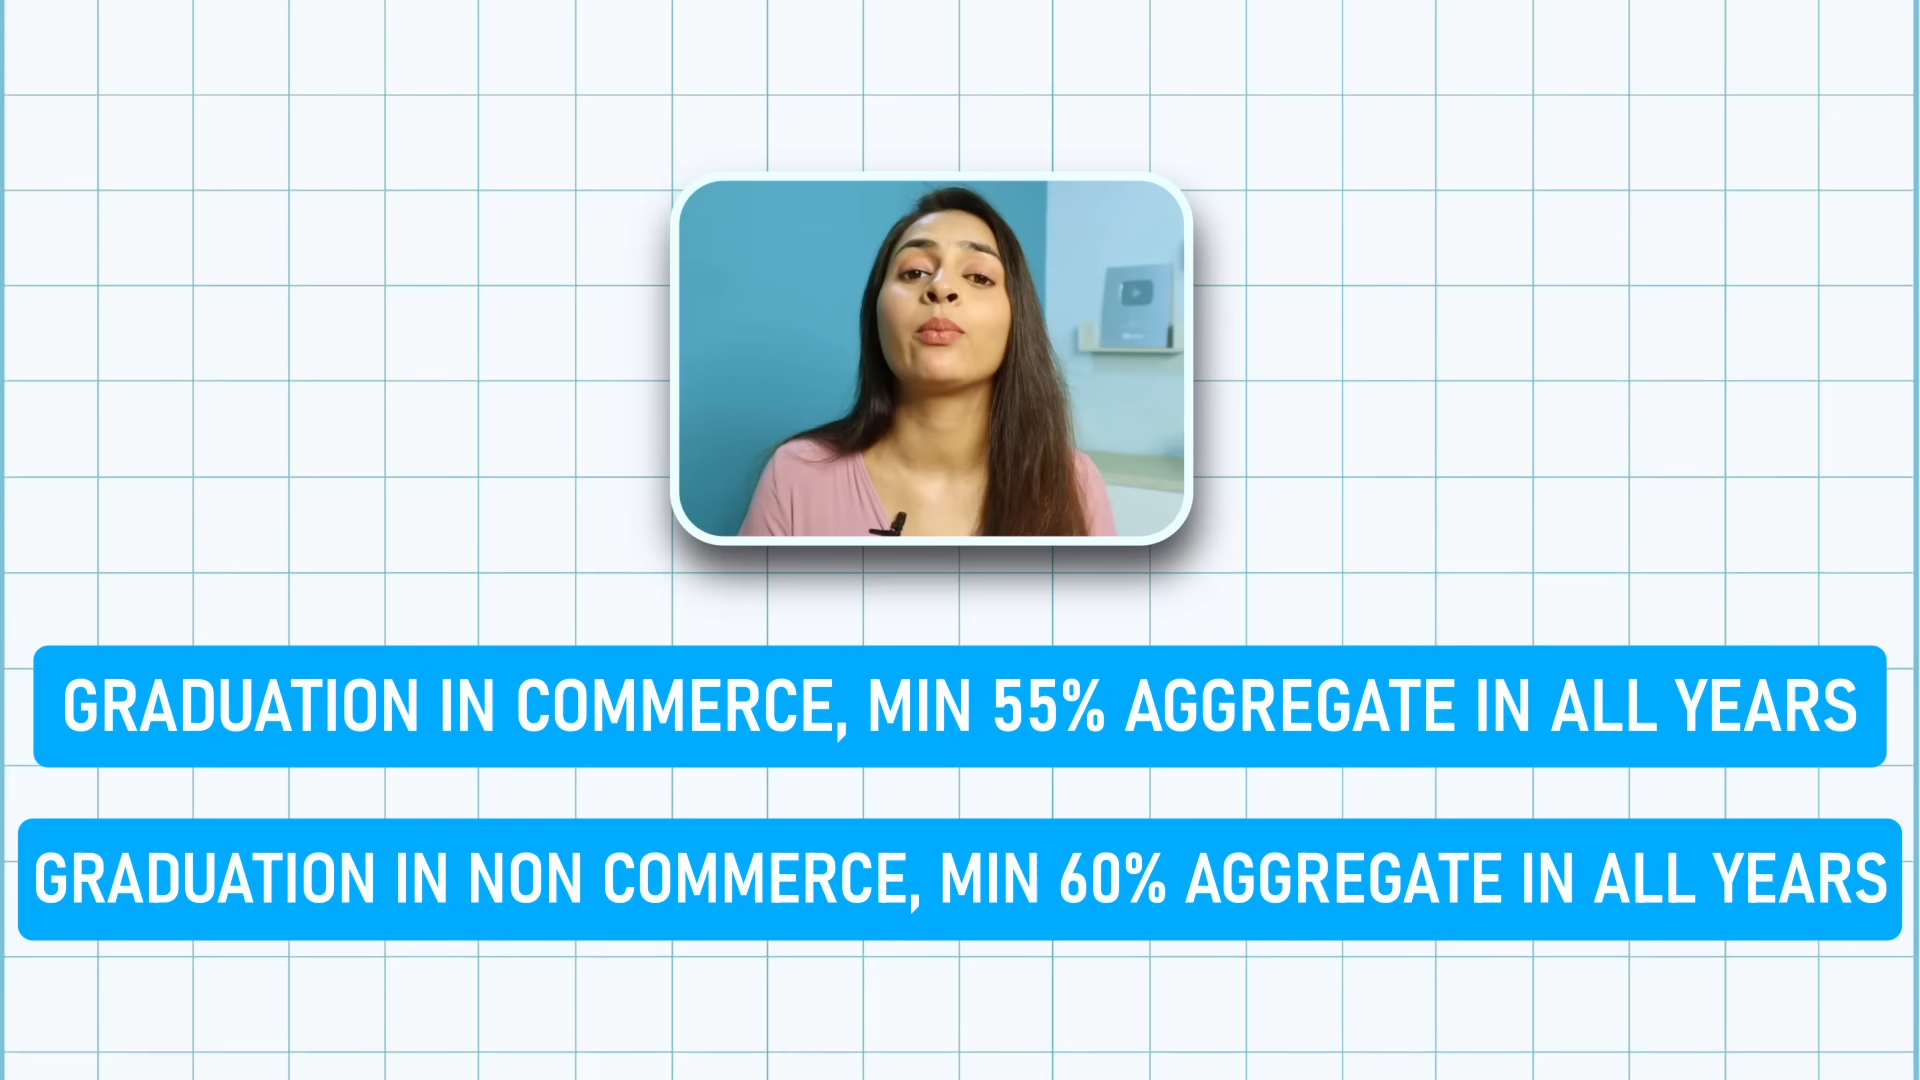 GRADUATION IN COMMERCE, MIN 55% AGGREGATE IN ALL YEARS
GRADUATION IN NON COMMERCE, MIN 60% AGGREGATE IN ALL YEARS